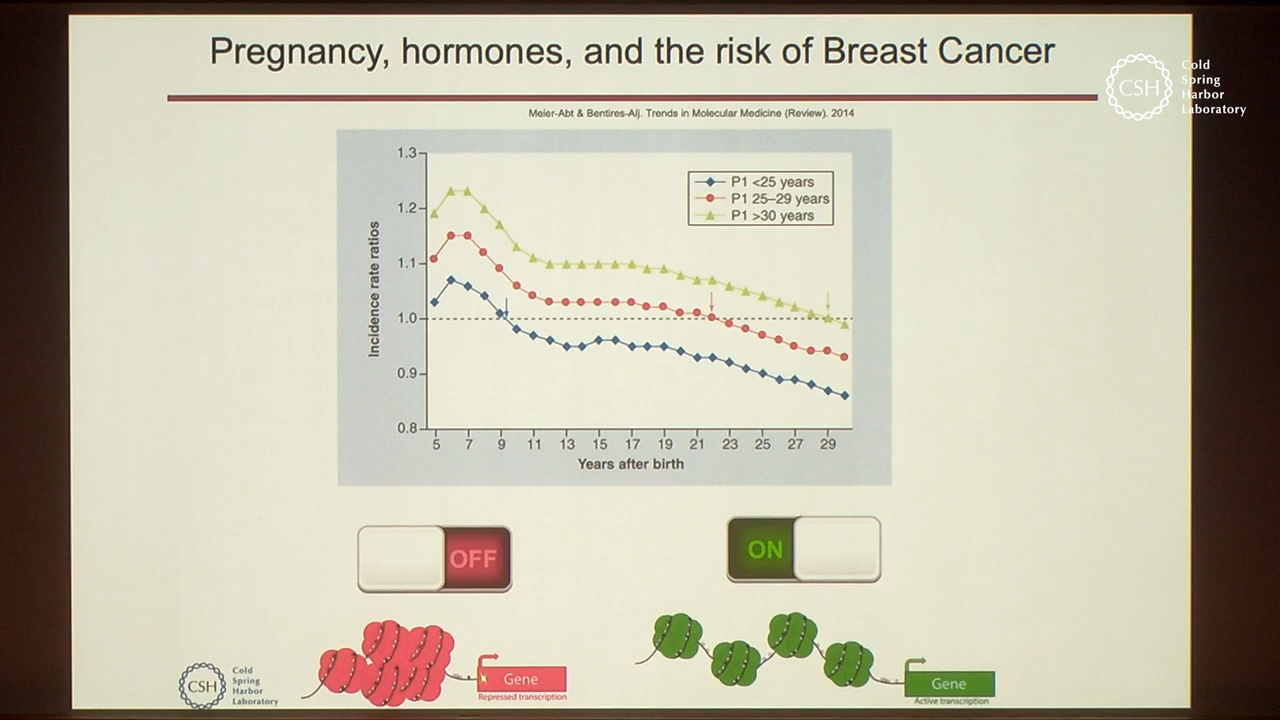 Pregnancy, hormones, and the risk of Breast Cancer
CSH
Cold
Spring
Harbor
Laboratory
Meier-Abt & Bentires-Alj. Trends in Molecular Medicine (Review). 2014
1.3
1.2
1.1
1.0
0.9
0.8
Incidence rate ratios
P1 <25 years
P1 25–29 years
P1 >30 years
5 7 9 11 13 15 17 19 21 23 25 27 29
Years after birth
OFF
ON
CSH
Cold
Spring
Harbor
Laboratory
Gene
Repressed transcription
Gene
Active transcription